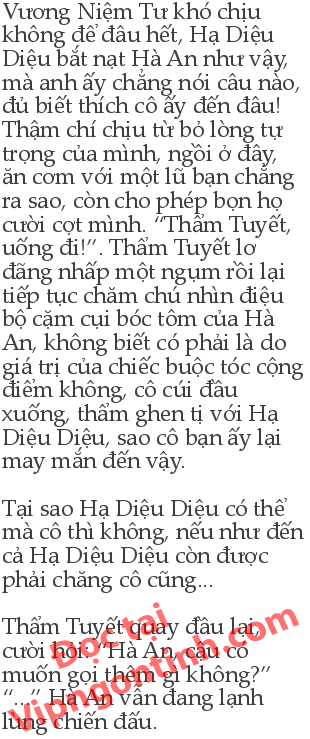 Vương Niệm Tư khó chịu
không để đâu hết, Hạ Diệu
Diệu bắt nạt Hà An như vậy,
mà anh ấy chẳng nói câu nào,
đủ biết thích cô ấy đến đâu!
Thậm chí chịu từ bỏ lòng tự
trọng của mình, ngồi ở đây,
ăn cơm với một lũ bạn chẳng
ra sao, còn cho phép bọn họ
cười cợt mình. “Thẩm Tuyết,
uống đi!”. Thẩm Tuyết lơ
đãng nhấp một ngụm rồi lại
tiếp tục chăm chú nhìn điệu
bộ cặm cụi bóc tôm của Hà
An, không biết có phải là do
giá trị của chiếc buộc tóc cộng
điểm không, cô cúi đầu
xuống, thầm ghen tị với Hạ
Diệu Diệu, sao cô bạn ấy lại
may mắn đến vậy.
Tại sao Hạ Diệu Diệu có thể
mà cô thì không, nếu như đến
cả Hạ Diệu Diệu còn được
phải chăng cô cũng...
Thẩm Tuyết quay đầu lại,
cười hỏi: “Hà An, cậu có
muốn gọi thêm gì không?”
“...” Hà An vẫn đang lạnh
lùng chiến đấu.
Đọc tại
Vipngontinh.com